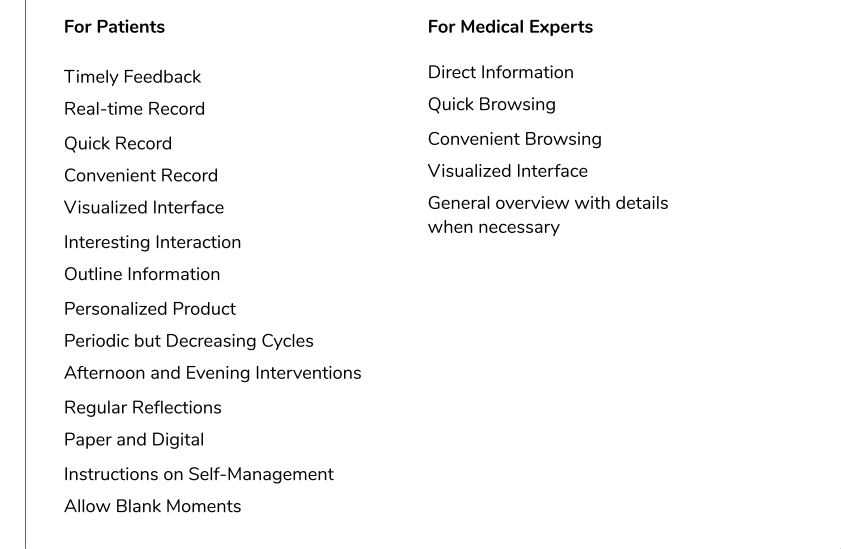 For Patients
Timely Feedback
Real-time Record
Quick Record
Convenient Record
Visualized Interface
Interesting Interaction
Outline Information
Personalized Product
Periodic but Decreasing Cycles
Afternoon and Evening Interventions
Regular Reflections
Paper and Digital
Instructions on Self-Management
Allow Blank Moments
For Medical Experts
Direct Information
Quick Browsing
Convenient Browsing
Visualized Interface
General overview with details
when necessary